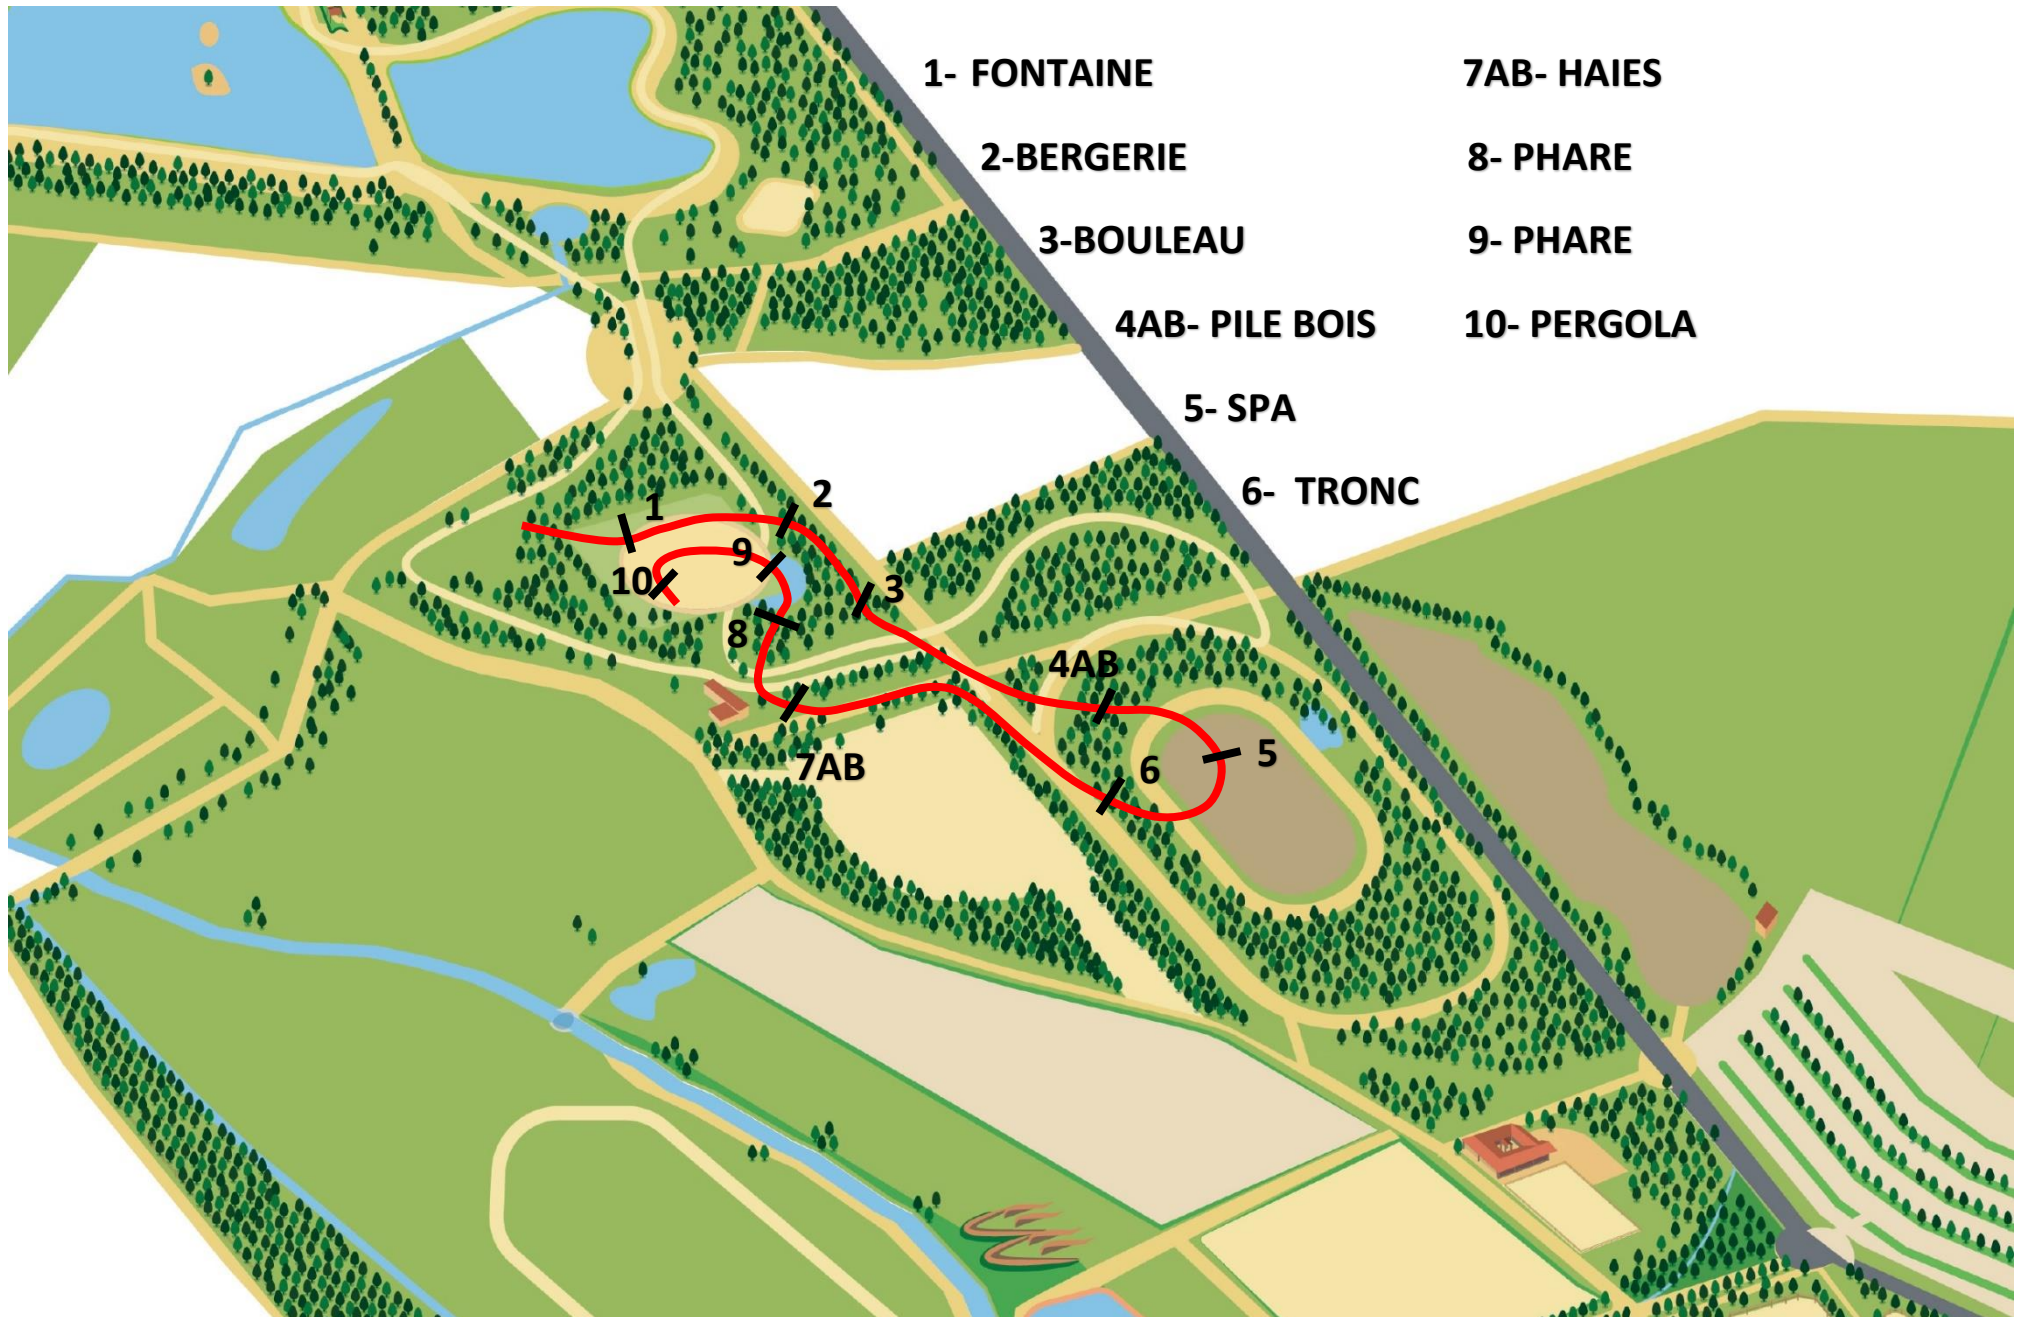 1- FONTAINE
2-BERGERIE
3-BOULEAU
4AB- PILE BOIS
5- SPA
6- TRONC
7AB- HAIES
8- PHARE
9- PHARE
10- PERGOLA
1
2
9
10
3
8
4AB
5
7AB
6